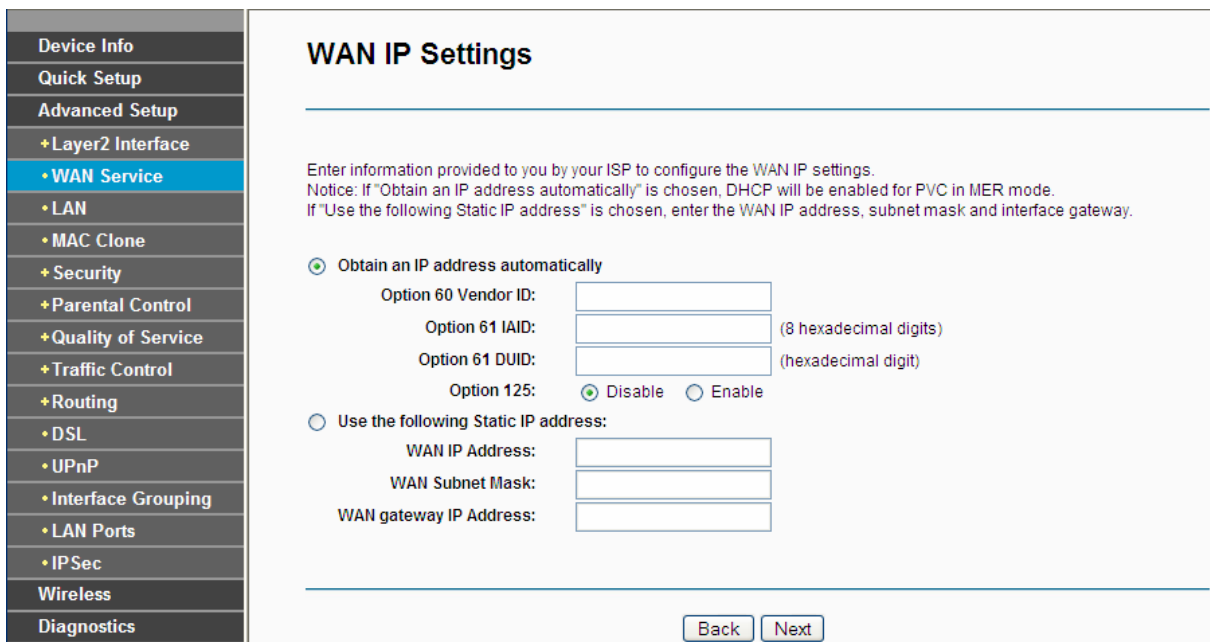 Device Info
Quick Setup
Advanced Setup
+Layer2 Interface
•WAN Service
•LAN
•MAC Clone
+Security
+Parental Control
+Quality of Service
+Traffic Control
+Routing
•DSL
•UPnP
•Interface Grouping
•LAN Ports
•IPSec
Wireless
Diagnostics
WAN IP Settings
Enter information provided to you by your ISP to configure the WAN IP settings.
Notice: If "Obtain an IP address automatically" is chosen, DHCP will be enabled for PVC in MER mode.
If "Use the following Static IP address" is chosen, enter the WAN IP address, subnet mask and interface gateway.
Obtain an IP address automatically
Option 60 Vendor ID:
Option 61 IAID: (8 hexadecimal digits)
Option 61 DUID: (hexadecimal digit)
Option 125: Disable Enable
Use the following Static IP address:
WAN IP Address:
WAN Subnet Mask:
WAN gateway IP Address:
Back Next